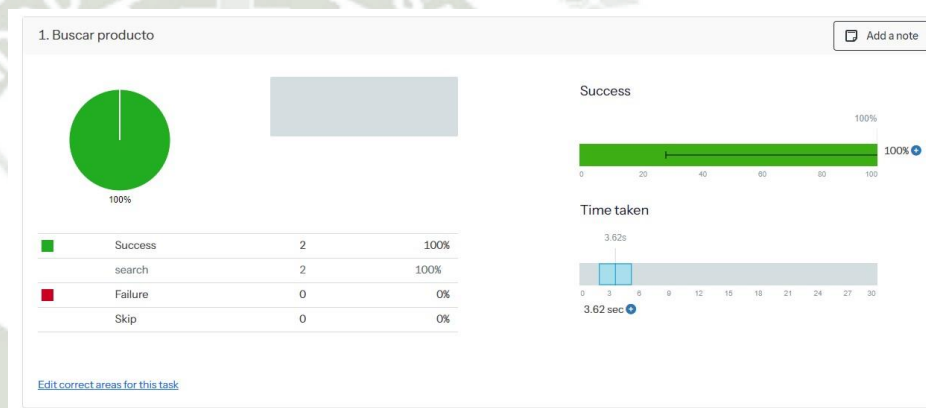 1. Buscar producto
Add a note
100%
Success 2 100%
search 2 100%
Failure 0 0%
Skip 0 0%
Edit correct areas for this task
Success
100%
100%
0 20 40 60 80 100
Time taken
3.62s
0 3 6 9 12 15 18 21 24 27 30
3.62 sec